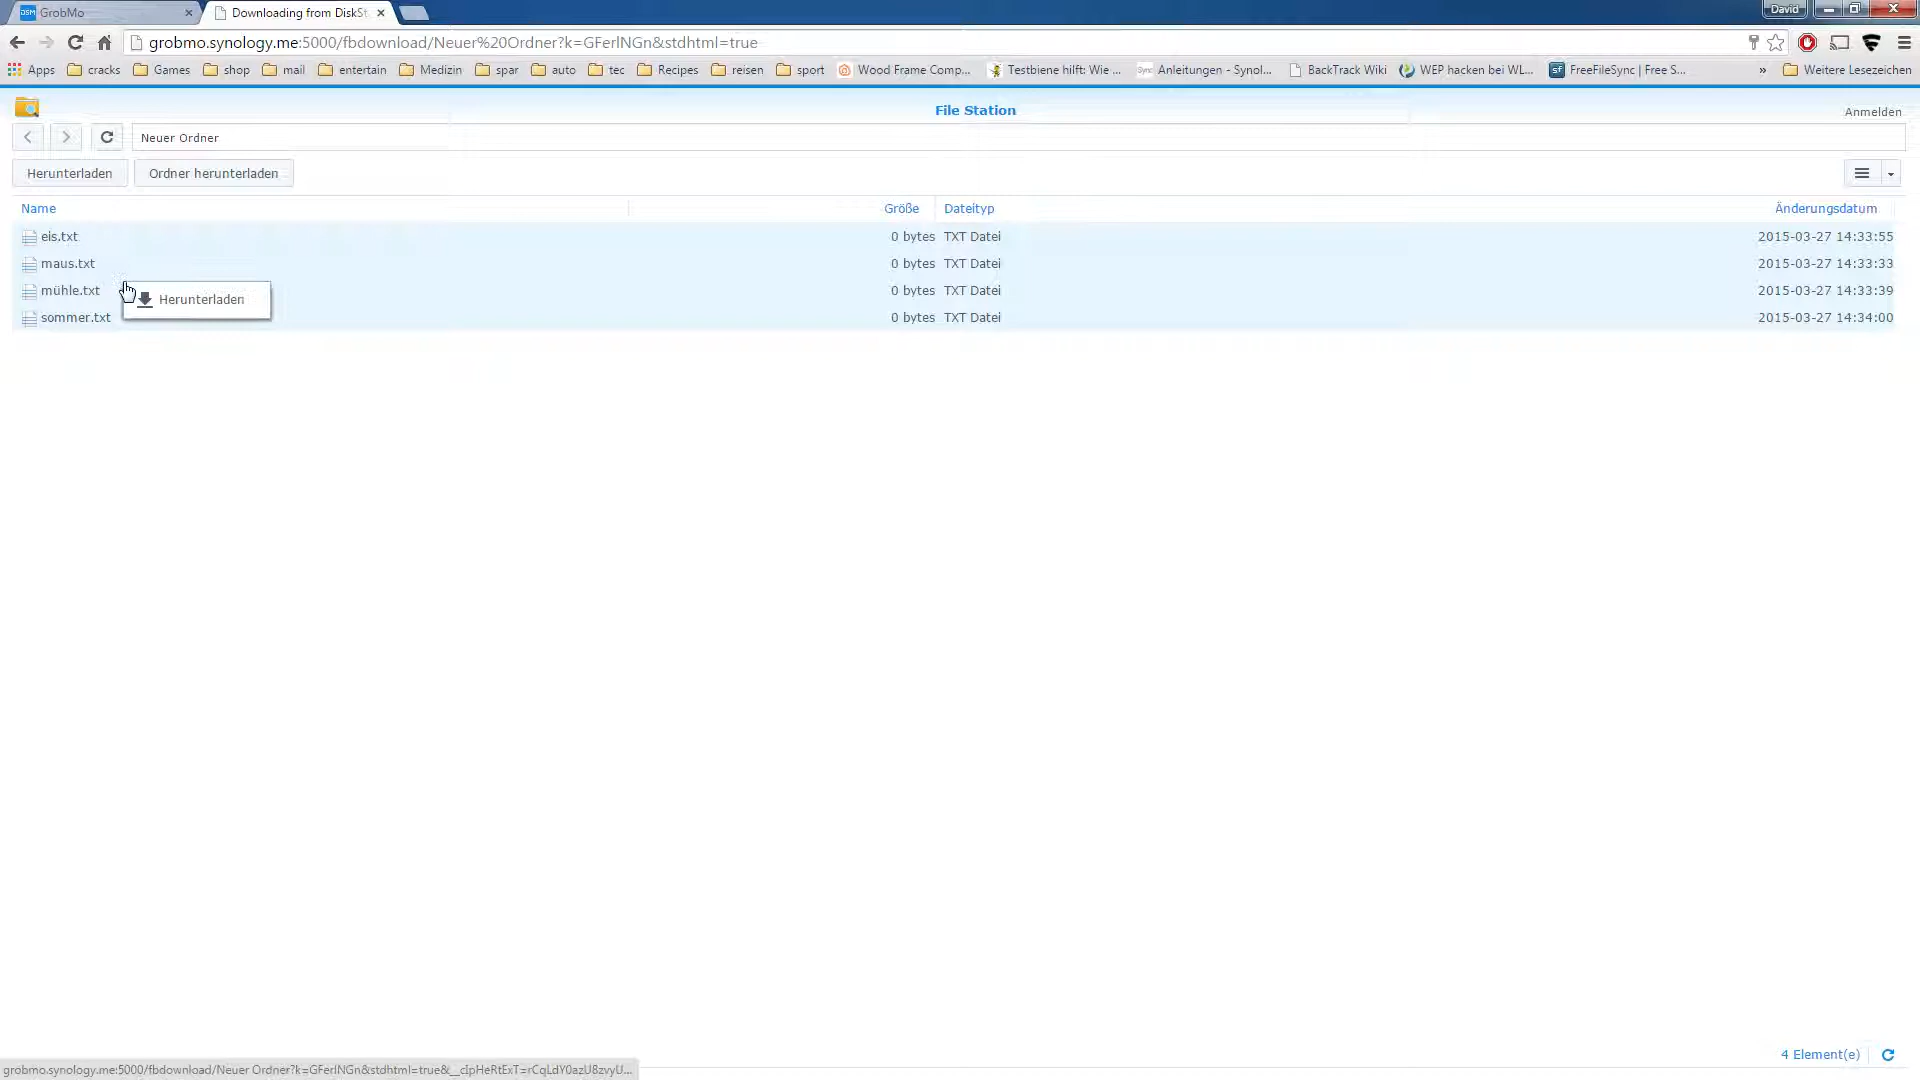 GrobMo
Downloading from DiskSt
David
grobmo.synology.me:5000/fbdownload/Neuer%20Ordner?k=GFerlNGn&stdhtml=true
Apps cracks Games shop mail entertain Medizin spar auto tec Recipes reisen sport Wood Frame Comp... Testbiene hilft: Wie ... Anleitungen - Synol... BackTrack Wiki WEP hacken bei WL... FreeFileSync | Free S... » Weitere Lesezeichen
File Station
Anmelden
Neuer Ordner
Herunterladen Ordner herunterladen
Name Größe Dateityp Änderungsdatum
eis.txt 0 bytes TXT Datei 2015-03-27 14:33:55
maus.txt 0 bytes TXT Datei 2015-03-27 14:33:33
mühle.txt 0 bytes TXT Datei 2015-03-27 14:33:39
Herunterladen
sommer.txt 0 bytes TXT Datei 2015-03-27 14:34:00
4 Element(e)
grobmo.synology.me:5000/fbdownload/Neuer Ordner?k=GFerlNGn&stdhtml=true&__cIpHeRtExT=rCqLdY0azU8zvyU...